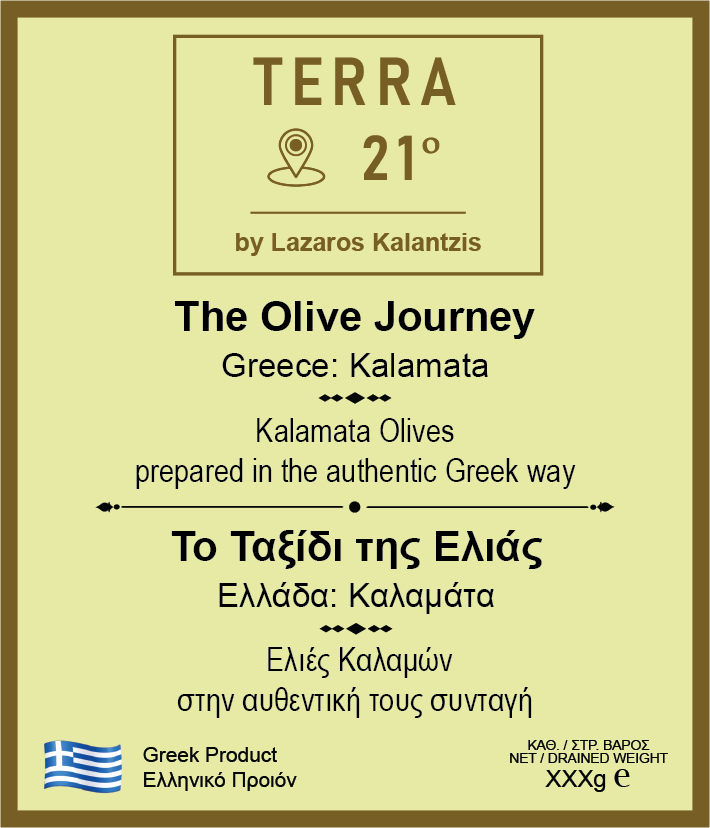 TERRA
21º
by Lazaros Kalantzis
The Olive Journey
Greece: Kalamata
Kalamata Olives
prepared in the authentic Greek way
Το Ταξίδι της Ελιάς
Ελλάδα: Καλαμάτα
Ελιές Καλαμών
στην αυθεντική τους συνταγή
Greek Product
Ελληνικό Προιόν
ΚΑΘ. / ΣΤΡ. ΒΑΡΟΣ
NET / DRAINED WEIGHT
XXXg e